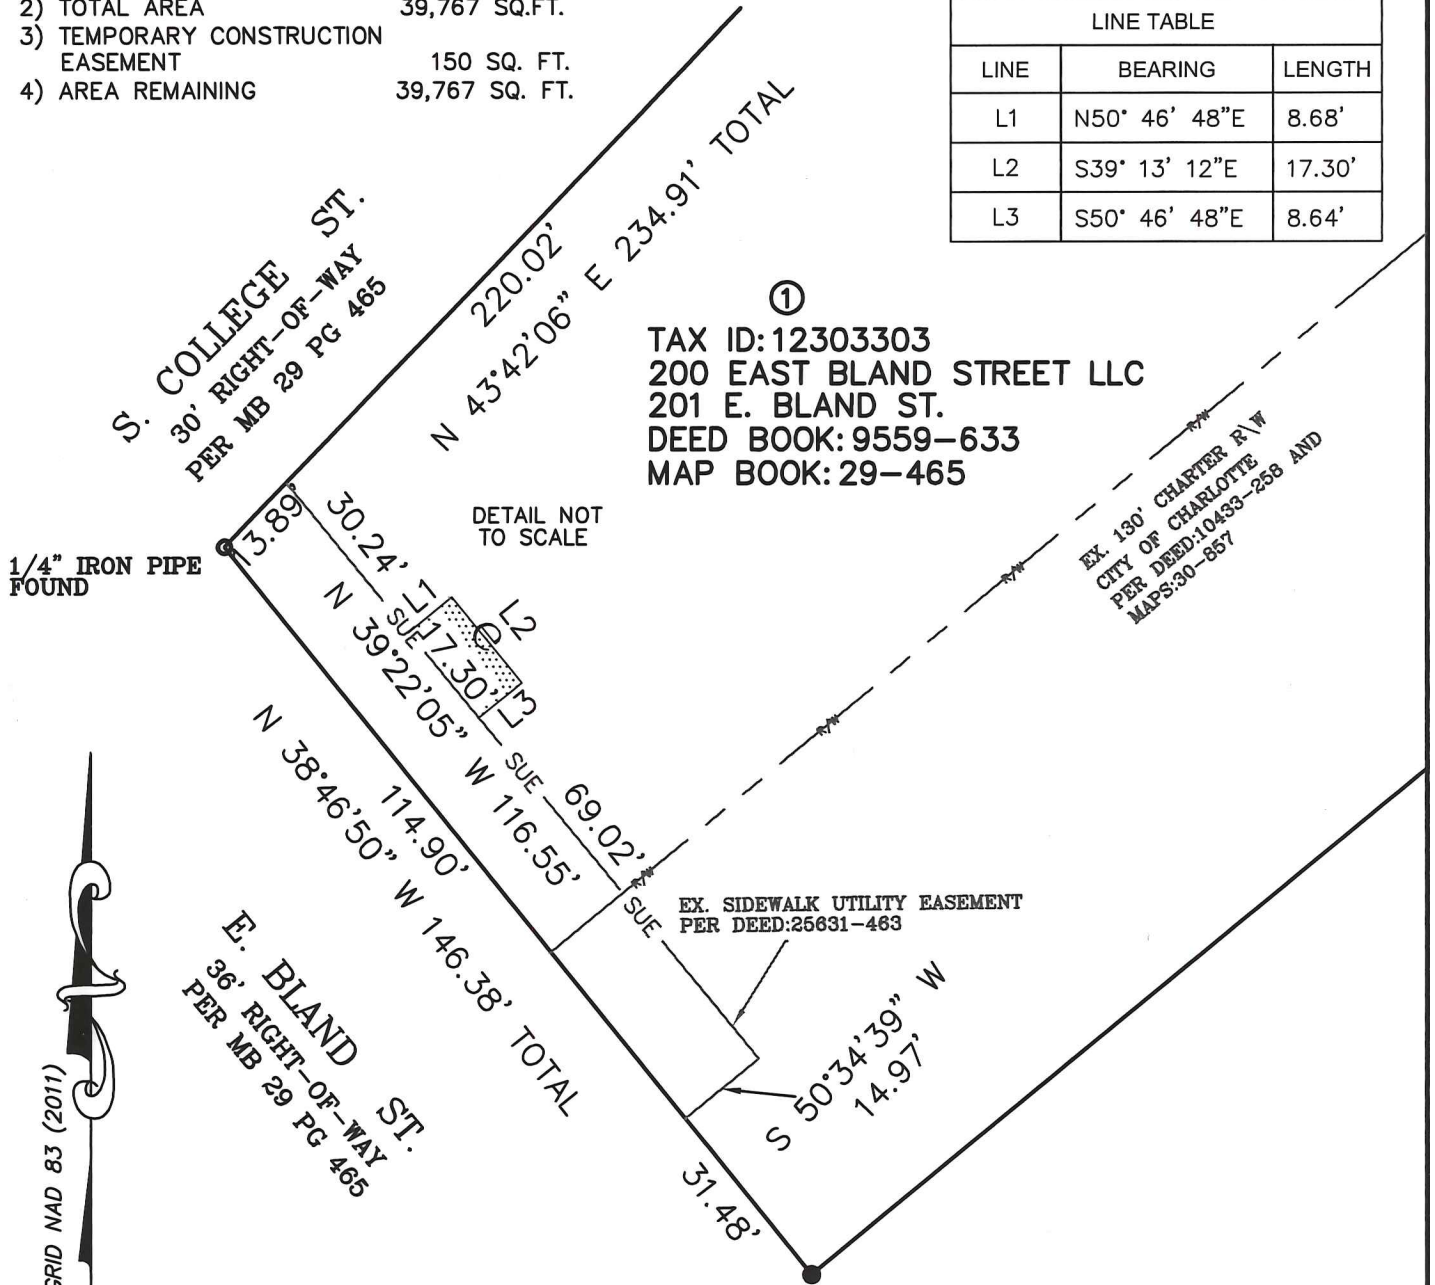 2) TOTAL AREA 39,767 SQ.FT.
3) TEMPORARY CONSTRUCTION
EASEMENT 150 SQ. FT.
4) AREA REMAINING 39,767 SQ. FT.
LINE TABLE
LINE BEARING LENGTH
L1 N50° 46' 48"E 8.68'
L2 S39° 13' 12"E 17.30'
L3 S50° 46' 48"E 8.64'
S. COLLEGE ST.
30' RIGHT-OF-WAY
PER MB 29 PG 465
220.02'
N 43°42'06" E 234.91' TOTAL
1
TAX ID:12303303
200 EAST BLAND STREET LLC
201 E. BLAND ST.
DEED BOOK:9559-633
MAP BOOK:29-465
R/W
EX. 130' CHARTER R\W
CITY OF CHARLOTTE
PER DEED:10433-258 AND
MAPS:30-857
R/W
R/W
R/W
DETAIL NOT
TO SCALE
1/4" IRON PIPE
FOUND
13.89'
30.24'
L1
L2
SUE
17.30'
L3
N 39°22'05" W 116.55'
SUE
69.02'
114.90'
N 38°46'50" W 146.38' TOTAL
SUE
EX. SIDEWALK UTILITY EASEMENT
PER DEED:25631-463
E. BLAND ST.
36' RIGHT-OF-WAY
PER MB 29 PG 465
S 50°34'39" W
14.97'
31.48'
GRID NAD 83 (2011)